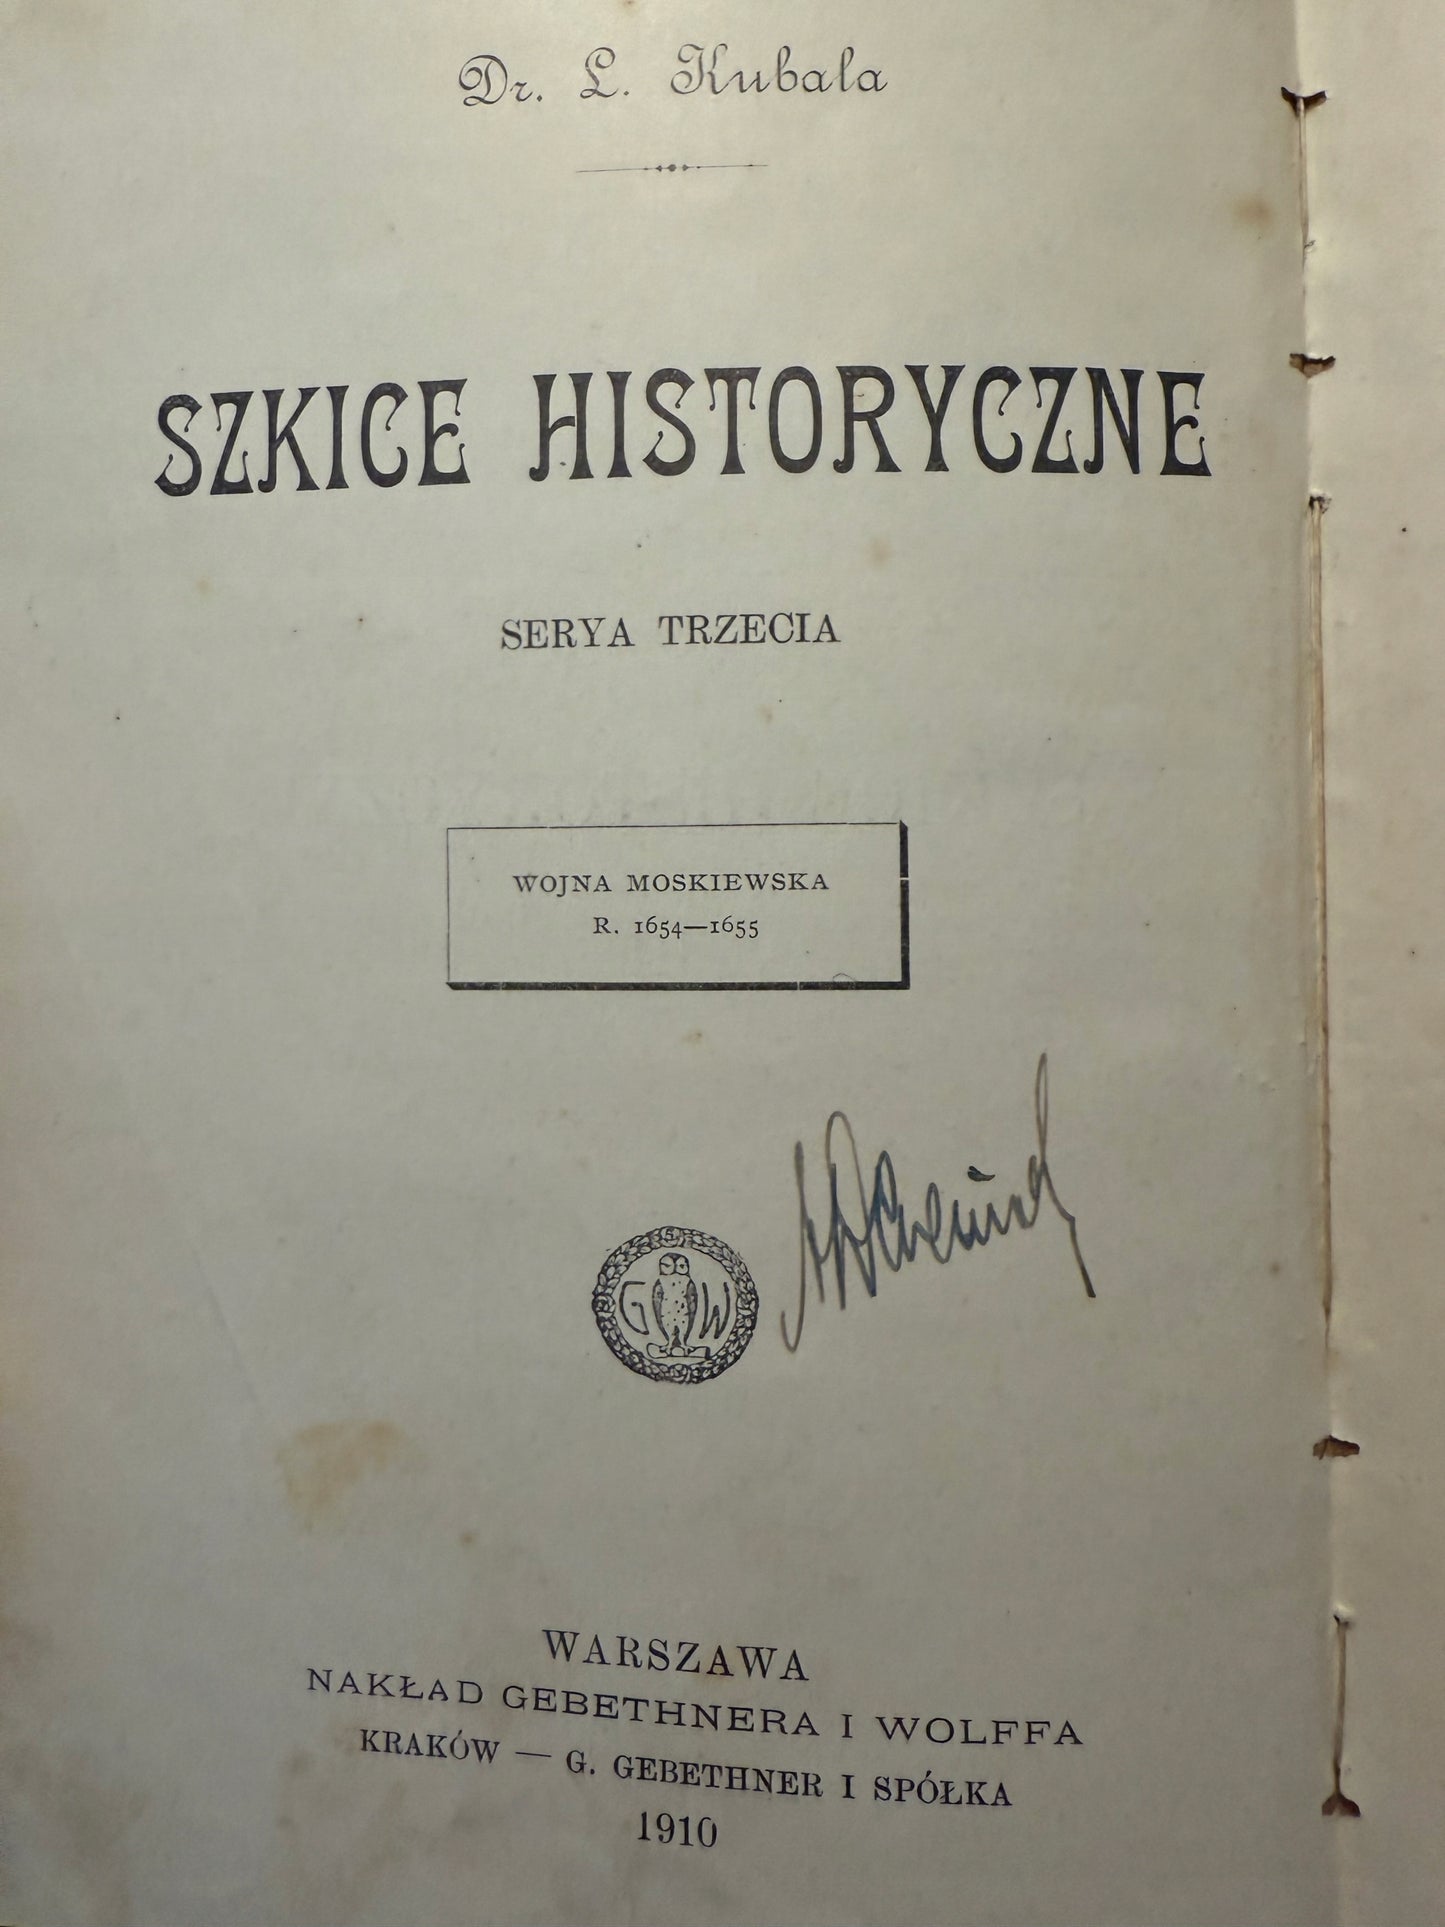 Dr. L. Kubala
SZKICE HISTORYCZNE
SERYA TRZECIA
WOJNA MOSKIEWSKA
R. 1654—1655
G W
WARSZAWA
NAKŁAD GEBETHNERA I WOLFFA
KRAKÓW — G. GEBETHNER I SPÓŁKA
1910